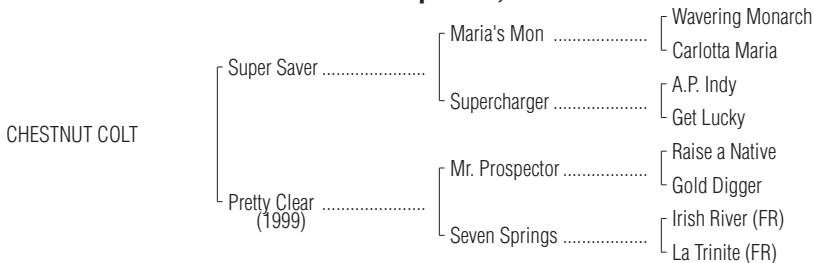 Wavering Monarch
Maria's Mon ....................
Carlotta Maria
Super Saver ......................
A.P. Indy
Supercharger ....................
Get Lucky
CHESTNUT COLT
Raise a Native
Mr. Prospector ..................
Gold Digger
Pretty Clear ......................
(1999)
Irish River (FR)
Seven Springs ..................
La Trinite (FR)